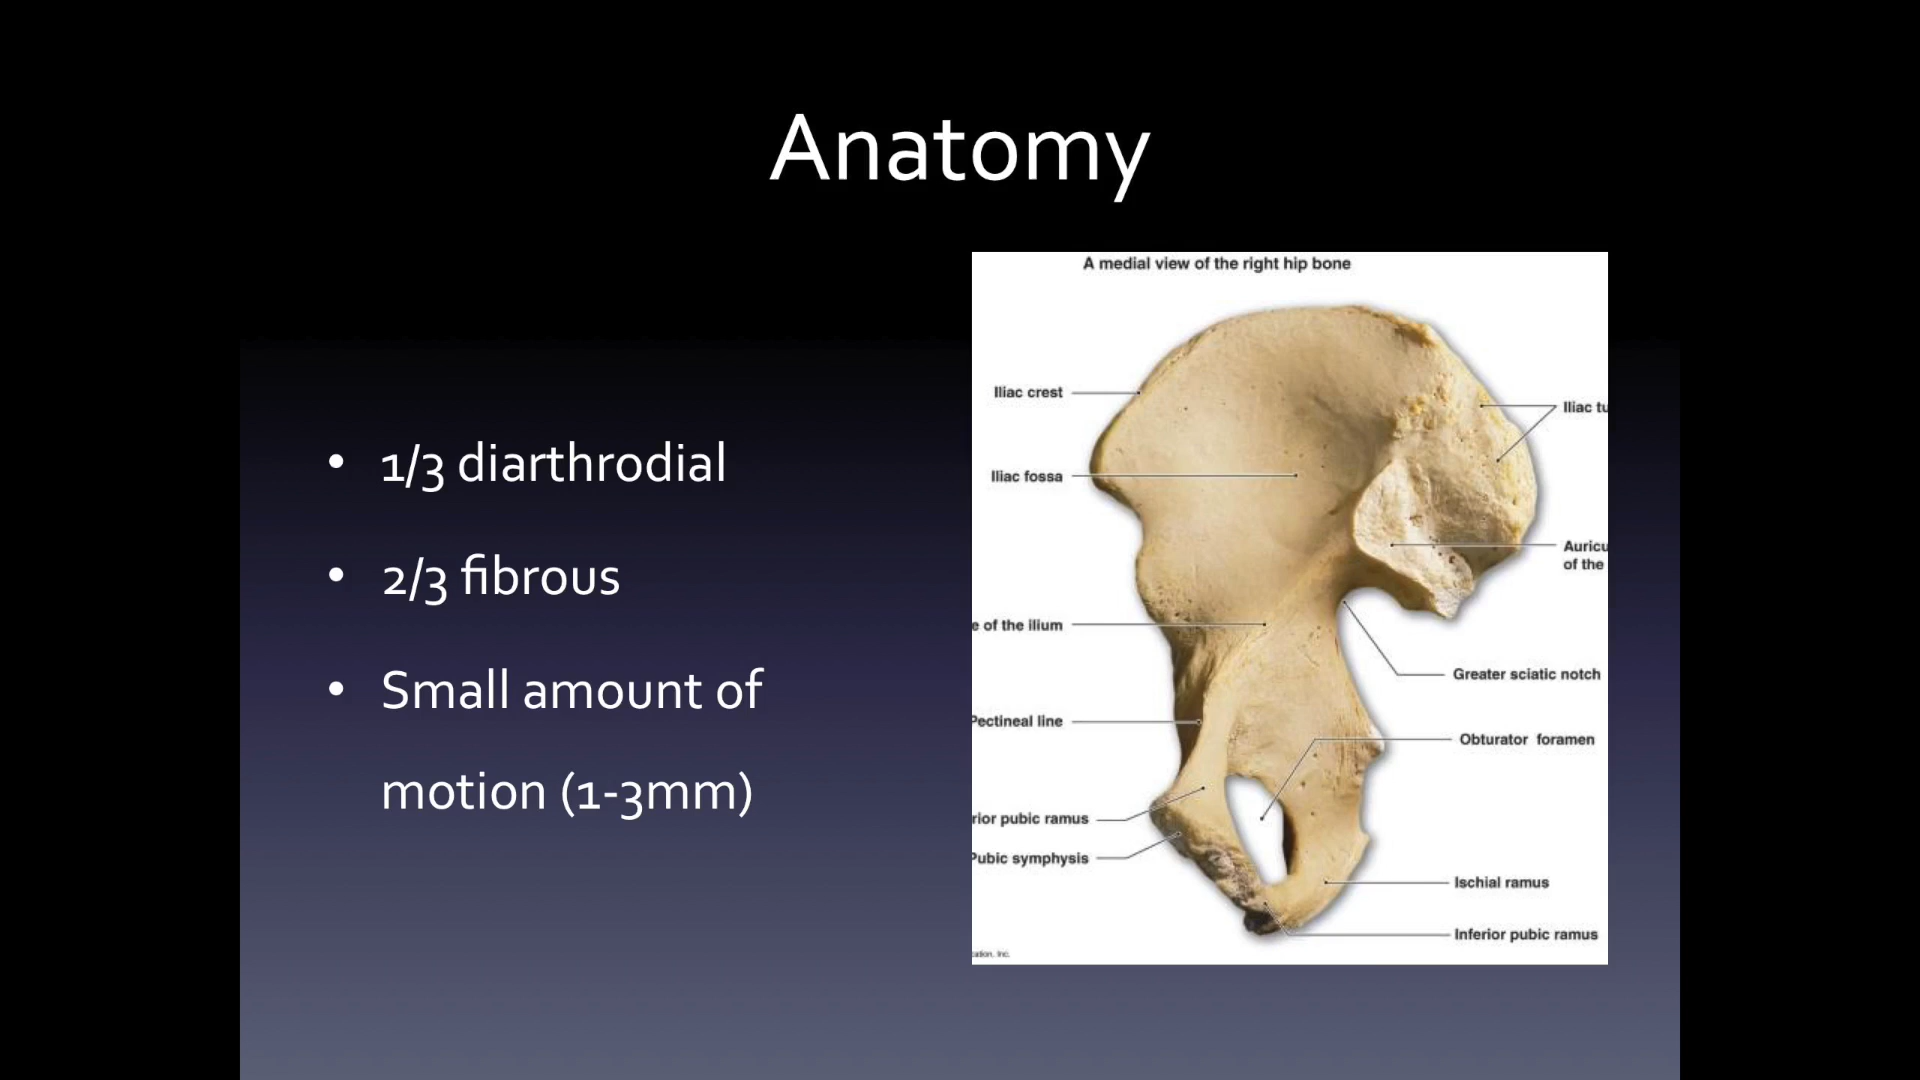 Anatomy
• 1/3 diarthrodial
• 2/3 fibrous
• Small amount of
motion (1-3mm)
A medial view of the right hip bone
Iliac crest
Iliac tu
Iliac fossa
Auricu
of the
e of the ilium
Greater sciatic notch
Pectineal line
Obturator foramen
rior pubic ramus
Pubic symphysis
Ischial ramus
Inferior pubic ramus
cation, Inc.